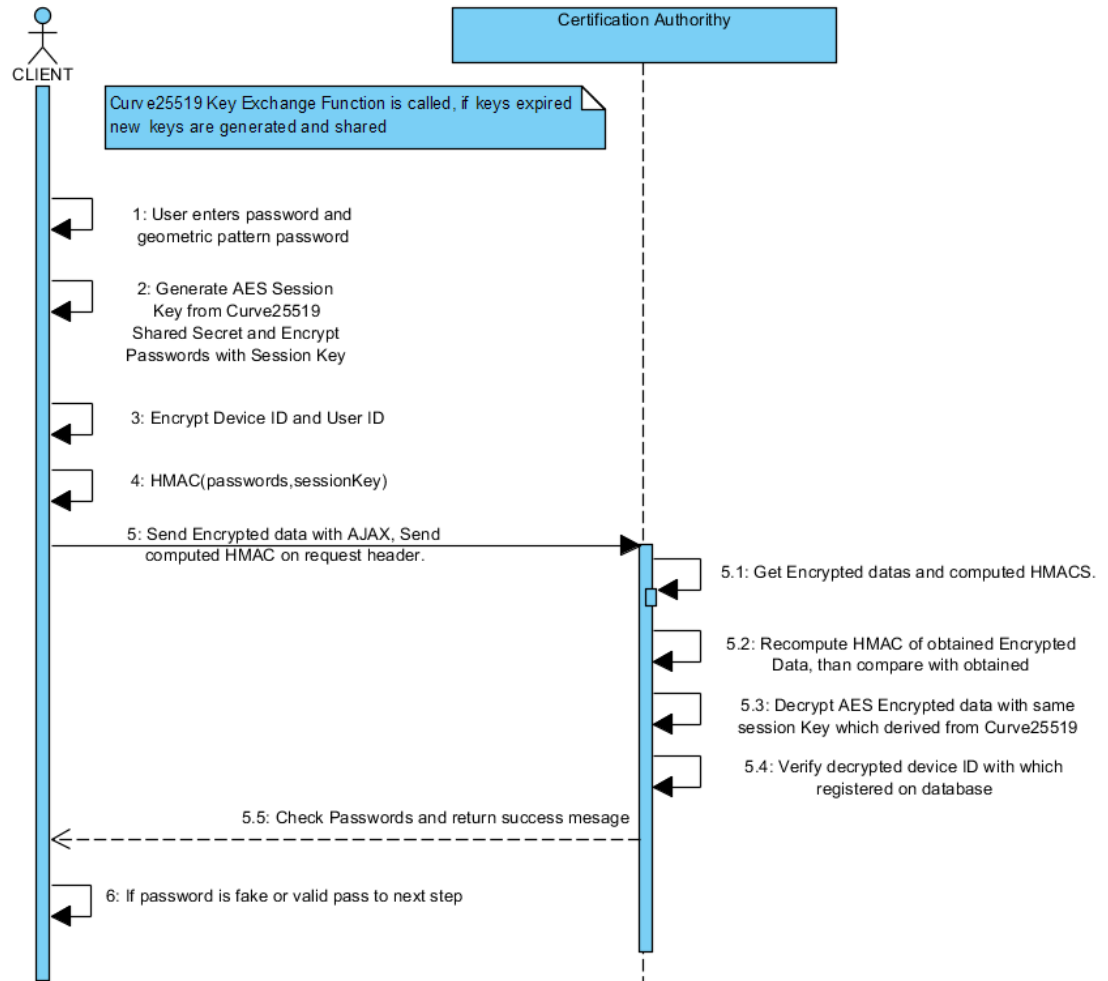 Certification Authorithy
CLIENT
Curve25519 Key Exchange Function is called, if keys expired
new keys are generated and shared
1: User enters password and
geometric pattern password
2: Generate AES Session
Key from Curve25519
Shared Secret and Encrypt
Passwords with Session Key
3: Encrypt Device ID and User ID
4: HMAC(passwords,sessionKey)
5: Send Encrypted data with AJAX, Send
computed HMAC on request header.
5.1: Get Encrypted datas and computed HMACS.
5.2: Recompute HMAC of obtained Encrypted
Data, than compare with obtained
5.3: Decrypt AES Encrypted data with same
session Key which derived from Curve25519
5.4: Verify decrypted device ID with which
registered on database
5.5: Check Passwords and return success mesage
6: If password is fake or valid pass to next step